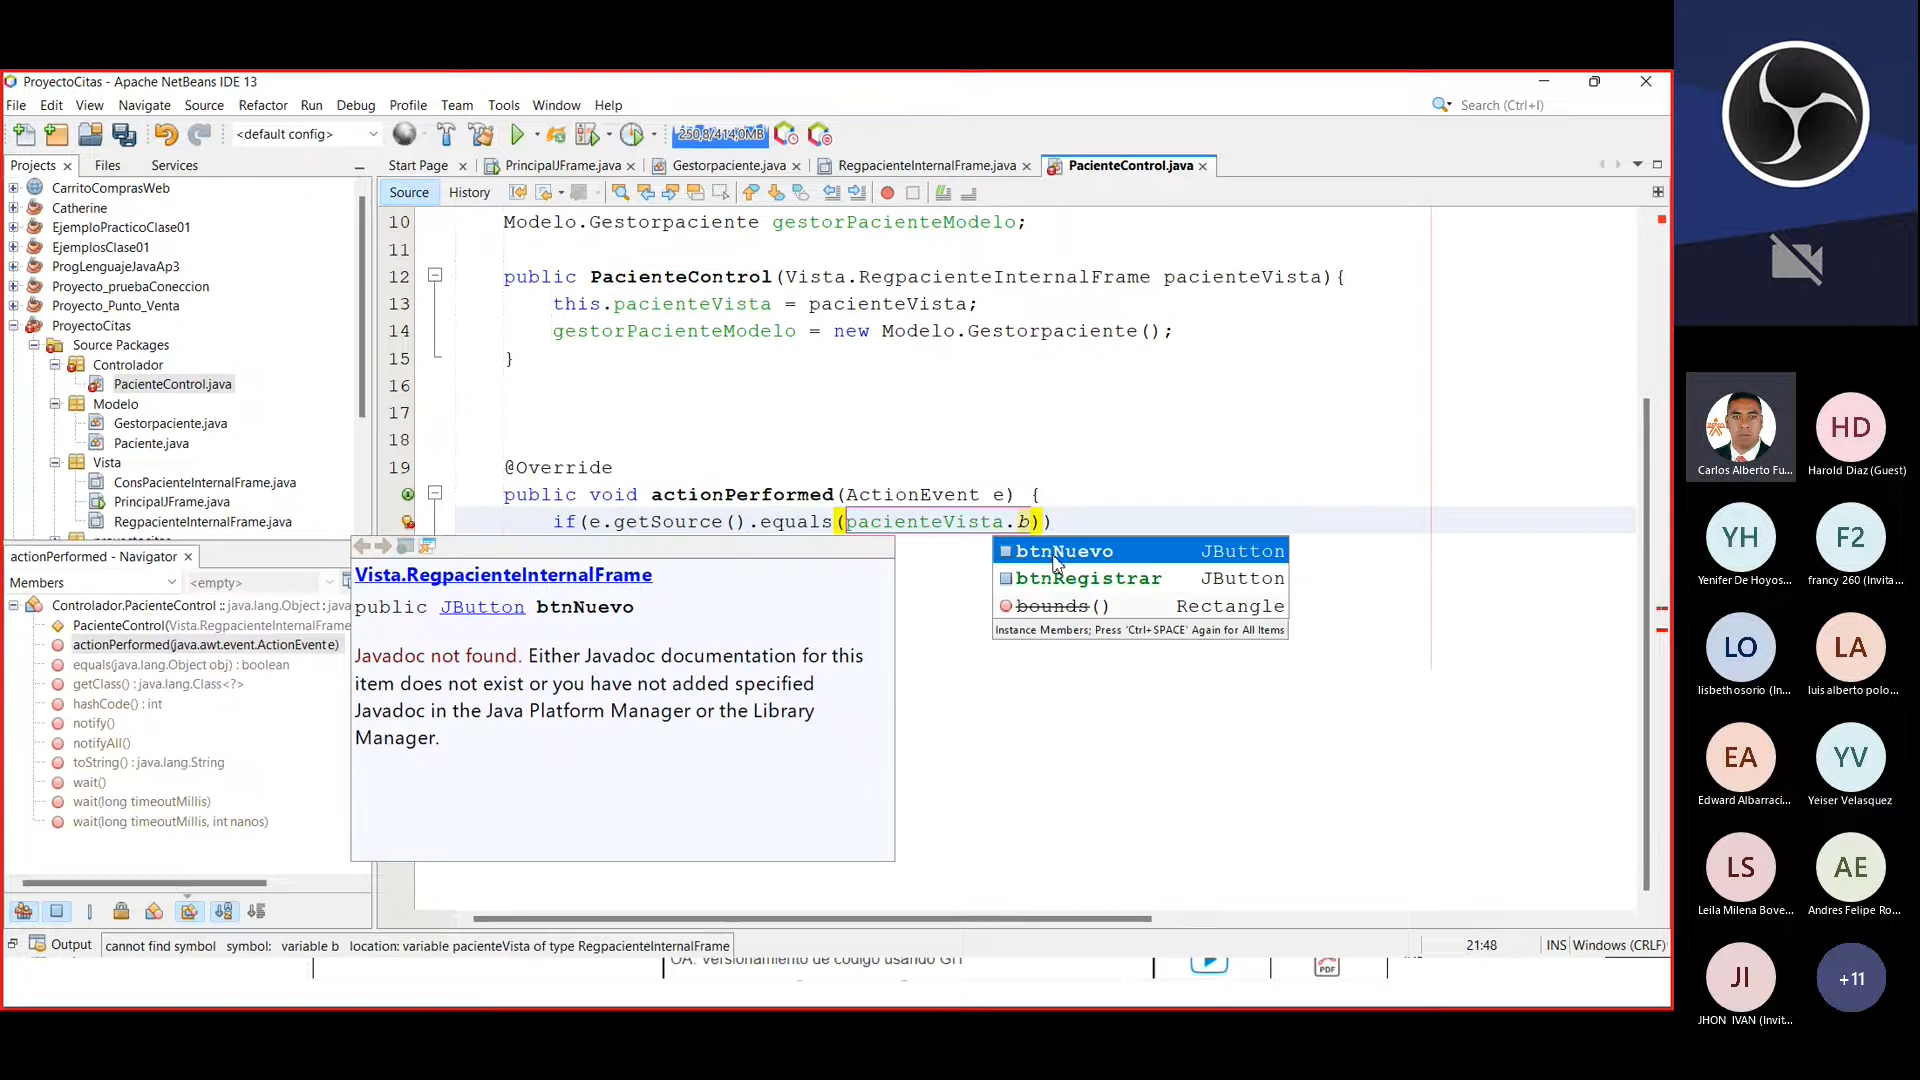 ProyectoCitas - Apache NetBeans IDE 13
File Edit View Navigate Source Refactor Run Debug Profile Team Tools Window Help
Search (Ctrl+I)
<default config>
250,8/414,0MB
Projects Files Services
Start Page PrincipalJFrame.java Gestorpaciente.java RegpacienteInternalFrame.java PacienteControl.java
Source History
CarritoComprasWeb
Catherine
EjemploPracticoClase01
EjemplosClase01
ProgLenguajeJavaAp3
Proyecto_pruebaConeccion
Proyecto_Punto_Venta
ProyectoCitas
Source Packages
Controlador
PacienteControl.java
Modelo
Gestorpaciente.java
Paciente.java
Vista
ConsPacienteInternalFrame.java
PrincipalJFrame.java
RegpacienteInternalFrame.java
10 Modelo.Gestorpaciente gestorPacienteModelo;
11
12 public PacienteControl(Vista.RegpacienteInternalFrame pacienteVista){
13 this.pacienteVista = pacienteVista;
14 gestorPacienteModelo = new Modelo.Gestorpaciente();
15 }
16
17
18
19 @Override
public void actionPerformed(ActionEvent e) {
if(e.getSource().equals(pacienteVista.b))
btnNuevo JButton
btnRegistrar JButton
bounds() Rectangle
Instance Members; Press 'Ctrl+SPACE' Again for All Items
Vista.RegpacienteInternalFrame
public JButton btnNuevo
Javadoc not found. Either Javadoc documentation for this
item does not exist or you have not added specified
Javadoc in the Java Platform Manager or the Library
Manager.
actionPerformed - Navigator
Members <empty>
Controlador.PacienteControl :: java.lang.Object : java
PacienteControl(Vista.RegpacienteInternalFrame
actionPerformed(java.awt.event.ActionEvent e)
equals(java.lang.Object obj) : boolean
getClass() : java.lang.Class<?>
hashCode() : int
notify()
notifyAll()
toString() : java.lang.String
wait()
wait(long timeoutMillis)
wait(long timeoutMillis, int nanos)
Output
cannot find symbol symbol: variable b location: variable pacienteVista of type RegpacienteInternalFrame
21:48 INS Windows (CRLF)
OA. Versionamiento de codigo usando GIT
PDF
Carlos Alberto Fu...
HD
Harold Diaz (Guest)
YH
Yenifer De Hoyos...
F2
francy 260 (Invita...
LO
lisbeth osorio (In...
LA
luis alberto polo...
EA
Edward Albarraci...
YV
Yeiser Velasquez
LS
Leila Milena Bove...
AE
Andres Felipe Ro...
JI
JHON IVAN (Invit...
+11